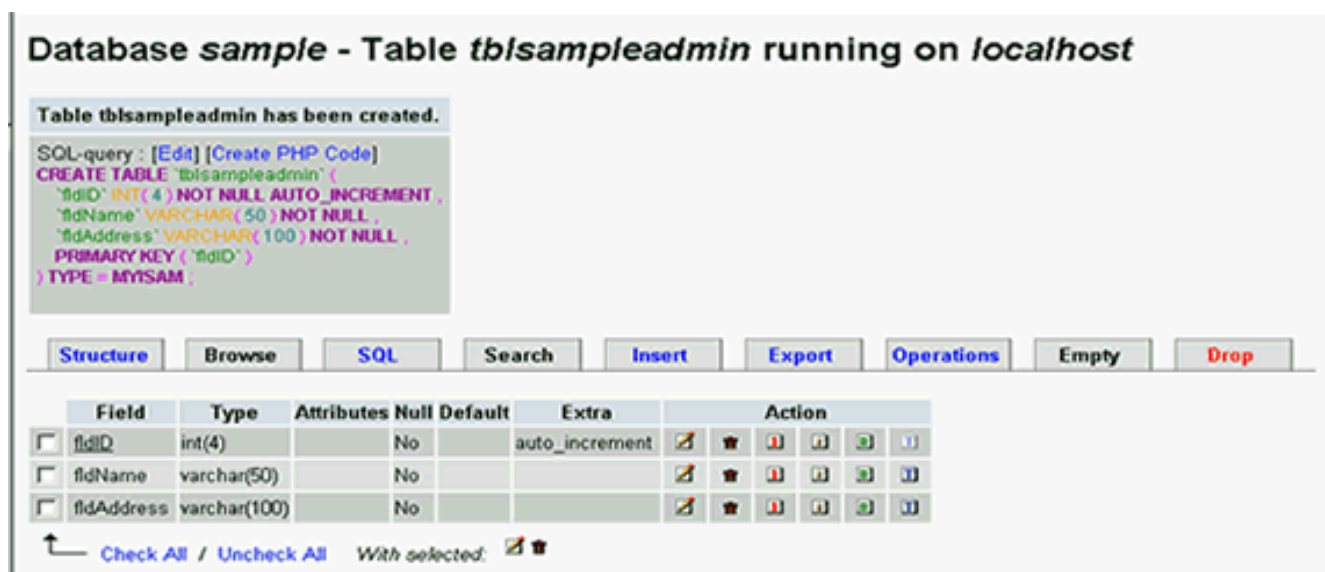 Database sample - Table tblsampleadmin running on localhost
Table tblsampleadmin has been created.
SQL-query : [Edit] [Create PHP Code]
CREATE TABLE `tblsampleadmin` (
`fldID` INT( 4 ) NOT NULL AUTO_INCREMENT ,
`fldName` VARCHAR( 50 ) NOT NULL ,
`fldAddress` VARCHAR( 100 ) NOT NULL ,
PRIMARY KEY ( `fldID` )
) TYPE = MYISAM ;
Structure Browse SQL Search Insert Export Operations Empty Drop
Field Type Attributes Null Default Extra Action
fldID int(4) No auto_increment
fldName varchar(50) No
fldAddress varchar(100) No
Check All / Uncheck All With selected: